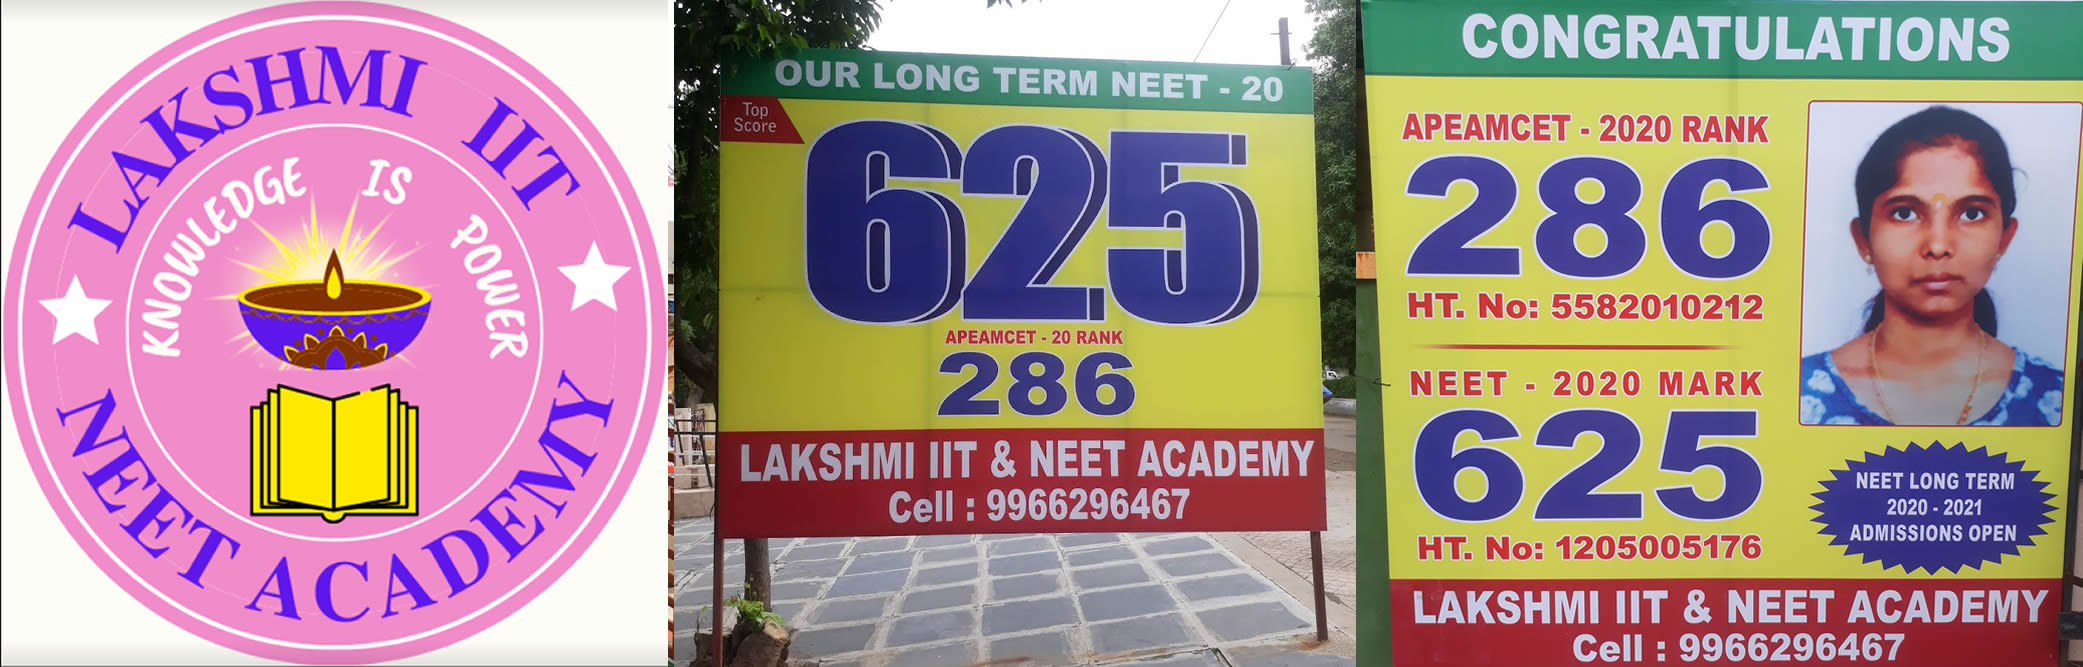 LAKSHMI IIT
NEET ACADEMY
KNOWLEDGE IS POWER
OUR LONG TERM NEET - 20
Top
Score
625
APEAMCET - 20 RANK
286
LAKSHMI IIT & NEET ACADEMY
Cell : 9966296467
CONGRATULATIONS
APEAMCET - 2020 RANK
286
HT. No: 5582010212
NEET - 2020 MARK
625
HT. No: 1205005176
NEET LONG TERM
2020 - 2021
ADMISSIONS OPEN
LAKSHMI IIT & NEET ACADEMY
Cell : 9966296467